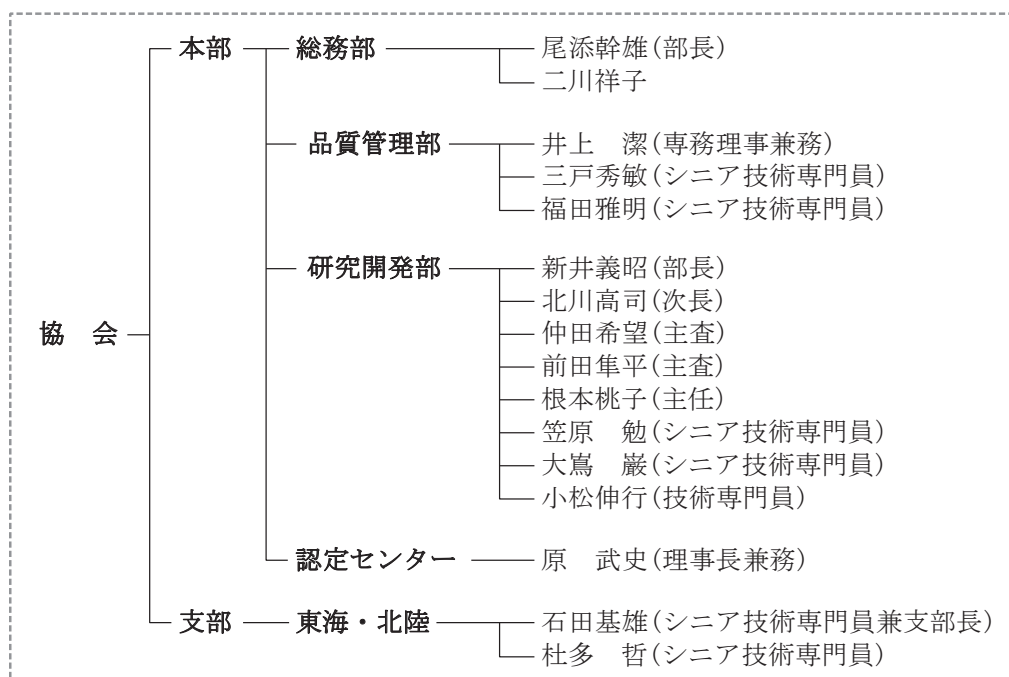 本部
総務部
尾添幹雄(部長)
二川祥子
品質管理部
井上　潔(専務理事兼務)
三戸秀敏(シニア技術専門員)
福田雅明(シニア技術専門員)
研究開発部
新井義昭(部長)
北川高司(次長)
協　会
仲田希望(主査)
前田隼平(主査)
根本桃子(主任)
笠原　勉(シニア技術専門員)
大嶌　巌(シニア技術専門員)
小松伸行(技術専門員)
認定センター
原　武史(理事長兼務)
支部
東海・北陸
石田基雄(シニア技術専門員兼支部長)
杜多　哲(シニア技術専門員)